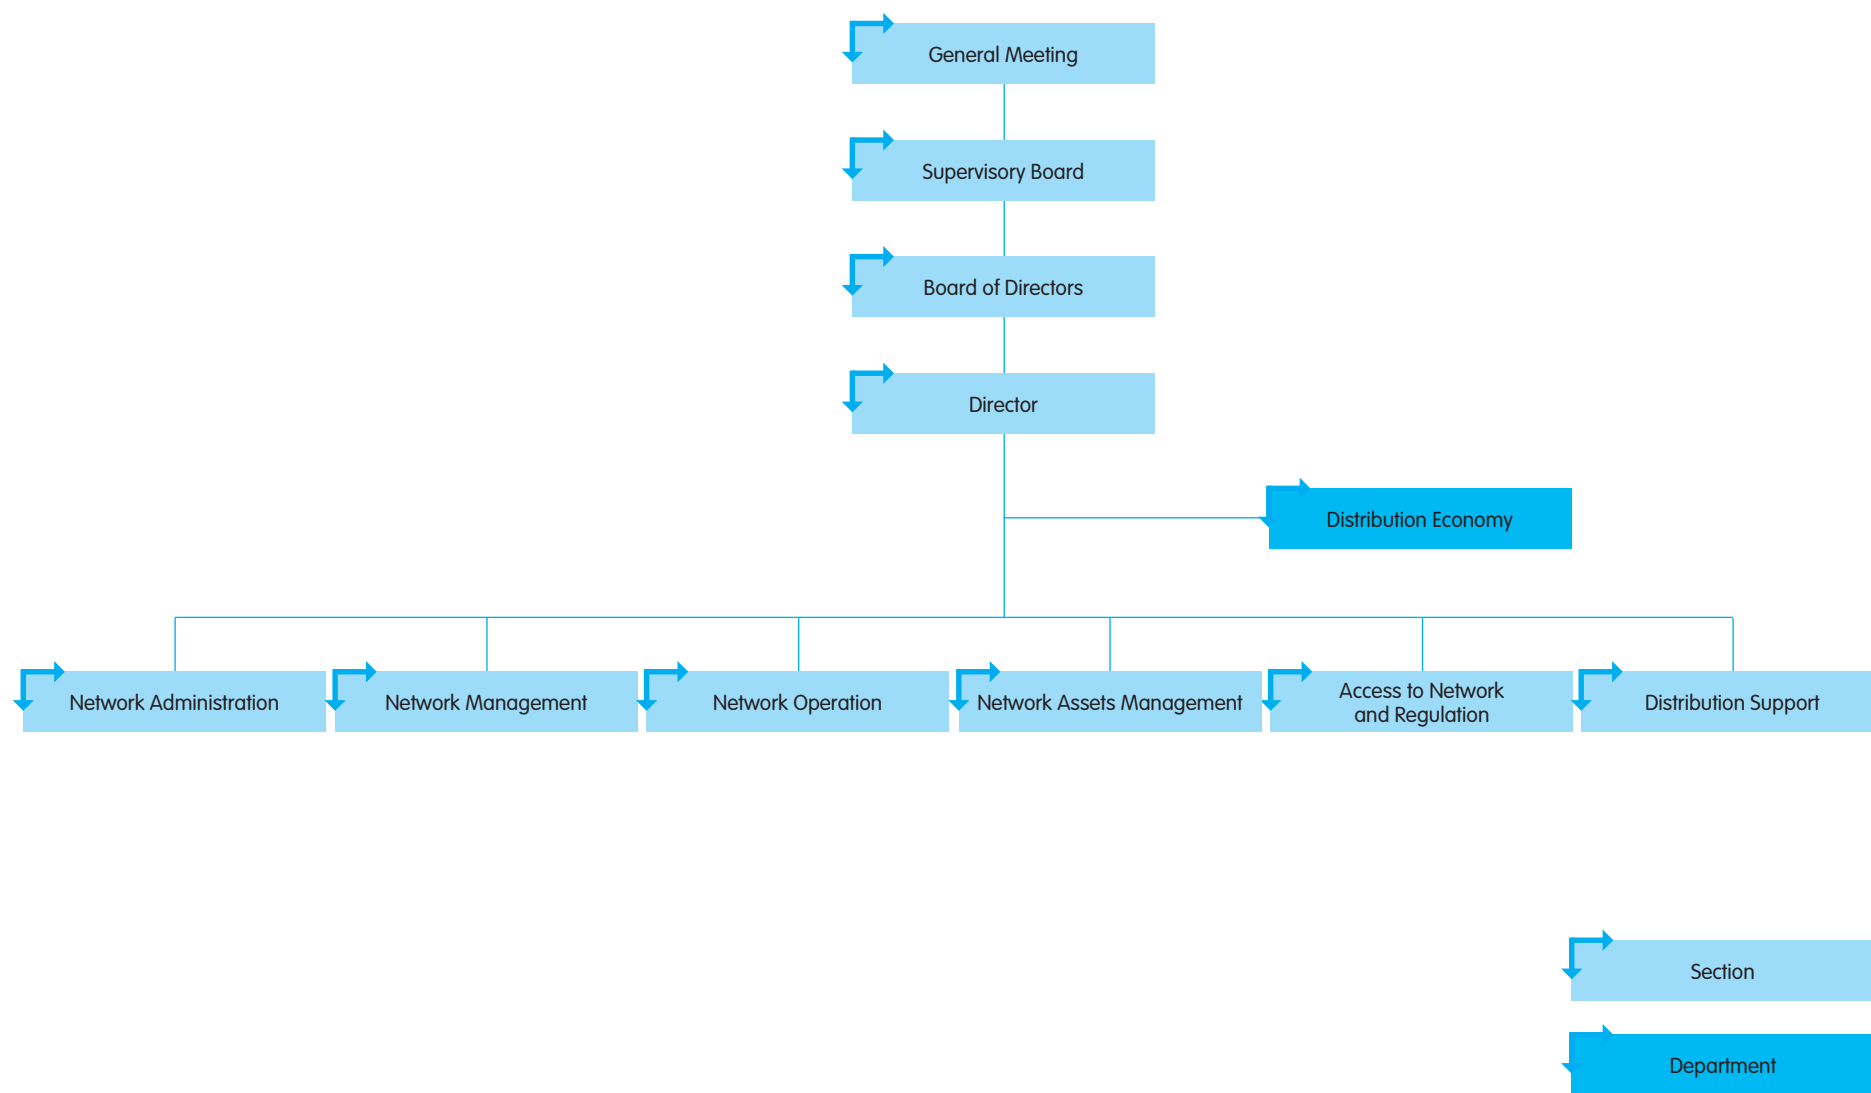 General Meeting
Supervisory Board
Board of Directors
Director
Distribution Economy
Network Administration
Network Management
Network Operation
Network Assets Management
Access to Network
and Regulation
Distribution Support
Section
Department